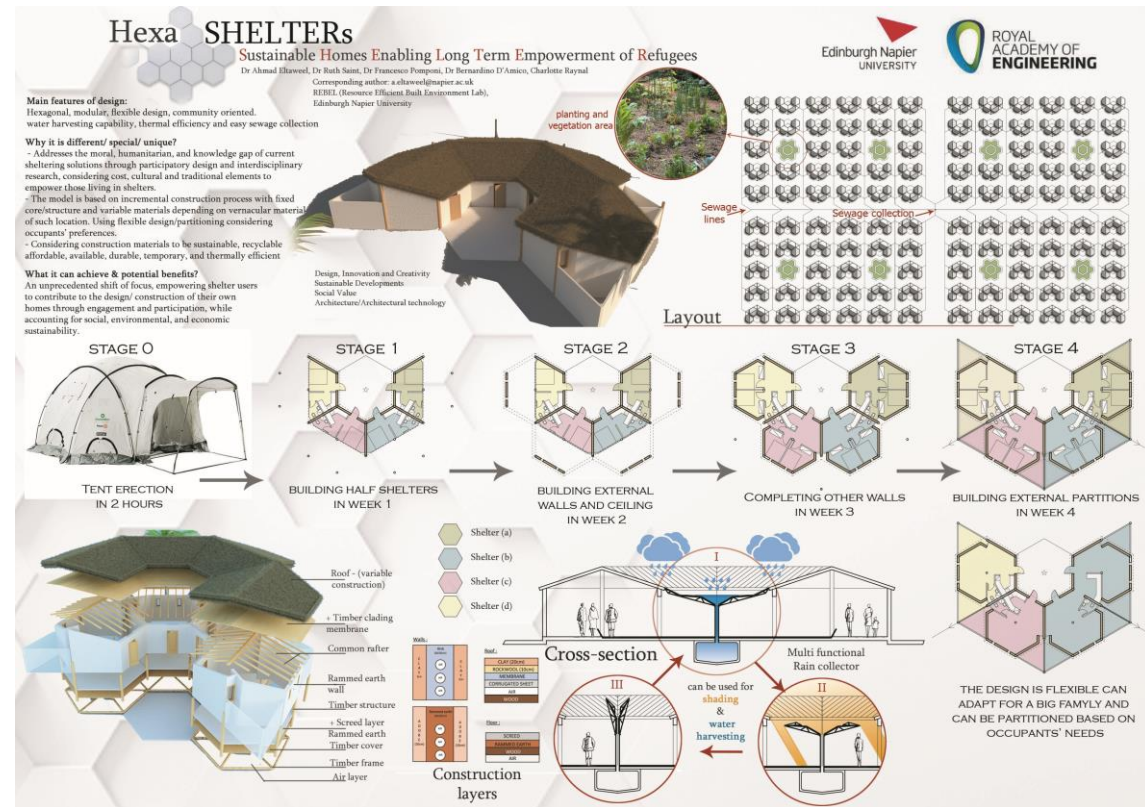 Hexa SHELTERs
Sustainable Homes Enabling Long Term Empowerment of Refugees
Dr Ahmad Eltaweel, Dr Ruth Saint, Dr Francesco Pomponi, Dr Bernardino D'Amico, Charlotte Raynal
Corresponding author: a.eltaweel@napier.ac.uk
REBEL (Resource Efficient Built Environment Lab),
Edinburgh Napier University
Edinburgh Napier
UNIVERSITY
ROYAL
ACADEMY OF
ENGINEERING
Main features of design:
Hexagonal, modular, flexible design, community oriented.
water harvesting capability, thermal efficiency and easy sewage collection
Why it is different/ special/ unique?
- Addresses the moral, humanitarian, and knowledge gap of current
sheltering solutions through participatory design and interdisciplinary
research, considering cost, cultural and traditional elements to
empower those living in shelters.
- The model is based on incremental construction process with fixed
core/structure and variable materials depending on vernacular material
of such location. Using flexible design/partitioning considering
occupants' preferences.
- Considering construction materials to be sustainable, recyclable
affordable, available, durable, temporary, and thermally efficient
What it can achieve & potential benefits?
An unprecedented shift of focus, empowering shelter users
to contribute to the design/ construction of their own
homes through engagement and participation, while
accounting for social, environmental, and economic
sustainability.
Design, Innovation and Creativity
Sustainable Developments
Social Value
Architecture/Architectural technology
planting and
vegetation area
Sewage
lines
Sewage collection
Layout
STAGE 0
TENT ERECTION
IN 2 HOURS
STAGE 1
BUILDING HALF SHELTERS
IN WEEK 1
STAGE 2
BUILDING EXTERNAL
WALLS AND CEILING
IN WEEK 2
STAGE 3
COMPLETING OTHER WALLS
IN WEEK 3
STAGE 4
BUILDING EXTERNAL PARTITIONS
IN WEEK 4
Roof - (variable
construction)
+ Timber clading
membrane
Common rafter
Rammed earth
wall
Timber structure
+ Screed layer
Rammed earth
Timber cover
Timber frame
Air layer
Shelter (a)
Shelter (b)
Shelter (c)
Shelter (d)
Walls:
Roof:
CLAY (20cm)
ROCKWOOL (10cm)
MEMBRANE
CORRUGATED SHEET
AIR
WOOD
Floor:
SCREED
RAMMED EARTH
WOOD
AIR
Construction
layers
Cross-section
I
Multi functional
Rain collector
III
can be used for
shading
&
water
harvesting
II
THE DESIGN IS FLEXIBLE CAN
ADAPT FOR A BIG FAMYLY AND
CAN BE PARTITIONED BASED ON
OCCUPANTS' NEEDS